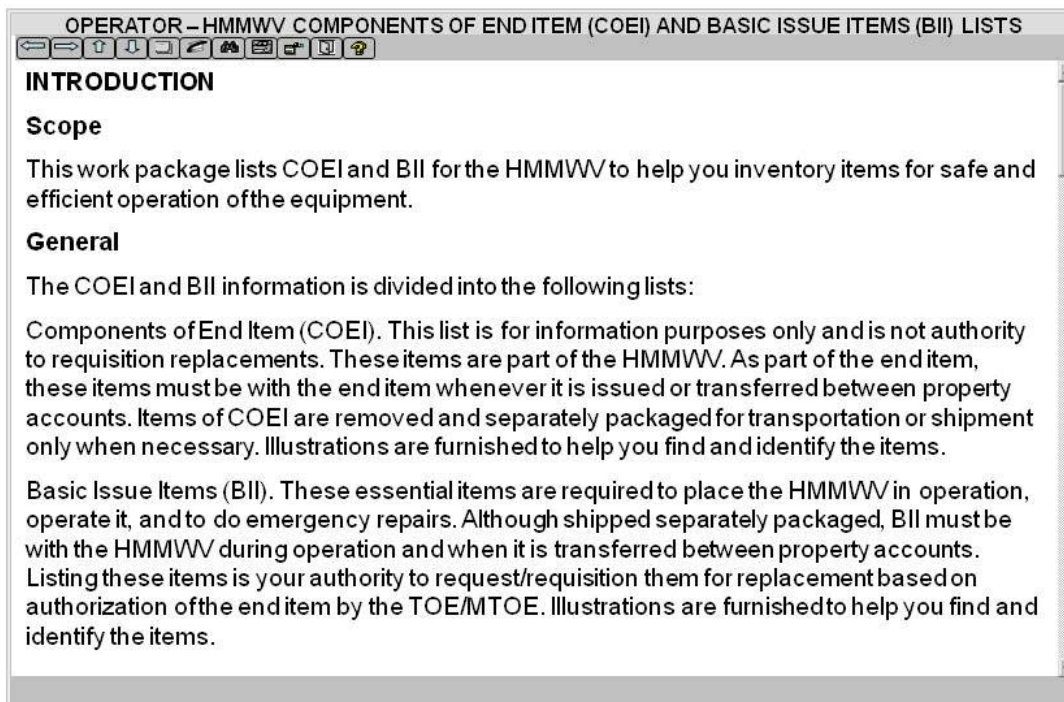 OPERATOR – HMMWV COMPONENTS OF END ITEM (COEI) AND BASIC ISSUE ITEMS (BII) LISTS
INTRODUCTION
Scope
This work package lists COEI and BII for the HMMWV to help you inventory items for safe and
efficient operation of the equipment.
General
The COEI and BII information is divided into the following lists:
Components of End Item (COEI). This list is for information purposes only and is not authority
to requisition replacements. These items are part of the HMMWV. As part of the end item,
these items must be with the end item whenever it is issued or transferred between property
accounts. Items of COEI are removed and separately packaged for transportation or shipment
only when necessary. Illustrations are furnished to help you find and identify the items.
Basic Issue Items (BII). These essential items are required to place the HMMWV in operation,
operate it, and to do emergency repairs. Although shipped separately packaged, BII must be
with the HMMWV during operation and when it is transferred between property accounts.
Listing these items is your authority to request/requisition them for replacement based on
authorization of the end item by the TOE/MTOE. Illustrations are furnished to help you find and
identify the items.